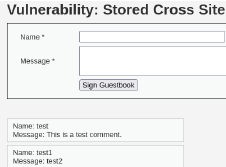 Vulnerability: Stored Cross Site
Name *
Message *
Sign Guestbook
Name: test
Message: This is a test comment.
Name: test1
Message: test2